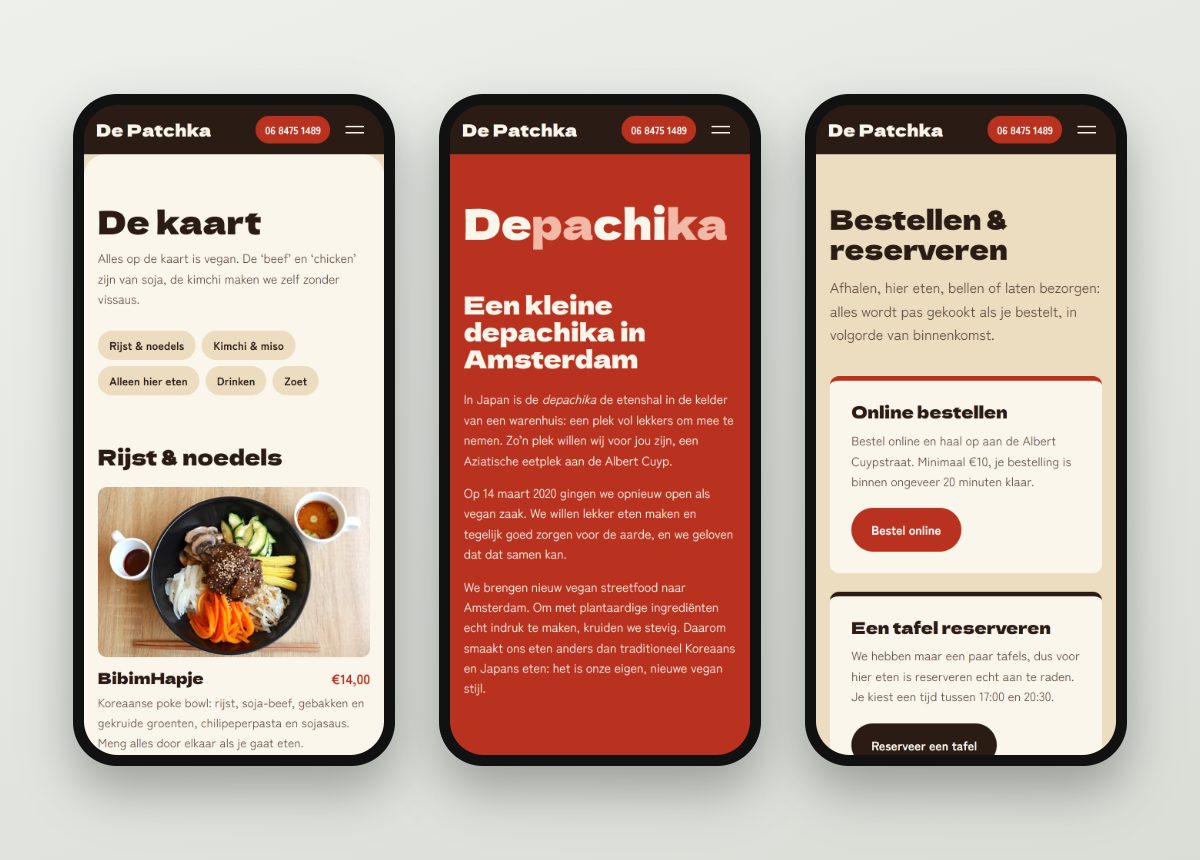 De Patchka
06 8475 1489
De kaart
Alles op de kaart is vegan. De ‘beef’ en ‘chicken’
zijn van soja, de kimchi maken we zelf zonder
vissaus.
Rijst & noedels
Kimchi & miso
Alleen hier eten
Drinken
Zoet
Rijst & noedels
BibimHapje
€14,00
Koreaanse poke bowl: rijst, soja-beef, gebakken en
gekruide groenten, chilipeperpasta en sojasaus.
Meng alles door elkaar als je gaat eten.
De Patchka
06 8475 1489
Depachika
Een kleine
depachika in
Amsterdam
In Japan is de depachika de etenshal in de kelder
van een warenhuis: een plek vol lekkers om mee te
nemen. Zo’n plek willen wij voor jou zijn, een
Aziatische eetplek aan de Albert Cuyp.
Op 14 maart 2020 gingen we opnieuw open als
vegan zaak. We willen lekker eten maken en
tegelijk goed zorgen voor de aarde, en we geloven
dat dat samen kan.
We brengen nieuw vegan streetfood naar
Amsterdam. Om met plantaardige ingrediënten
echt indruk te maken, kruiden we stevig. Daarom
smaakt ons eten anders dan traditioneel Koreaans
en Japans eten: het is onze eigen, nieuwe vegan
stijl.
De Patchka
06 8475 1489
Bestellen &
reserveren
Afhalen, hier eten, bellen of laten bezorgen:
alles wordt pas gekookt als je bestelt, in
volgorde van binnenkomst.
Online bestellen
Bestel online en haal op aan de Albert
Cuypstraat. Minimaal €10, je bestelling is
binnen ongeveer 20 minuten klaar.
Bestel online
Een tafel reserveren
We hebben maar een paar tafels, dus voor
hier eten is reserveren echt aan te raden.
Je kiest een tijd tussen 17:00 en 20:30.
Reserveer een tafel